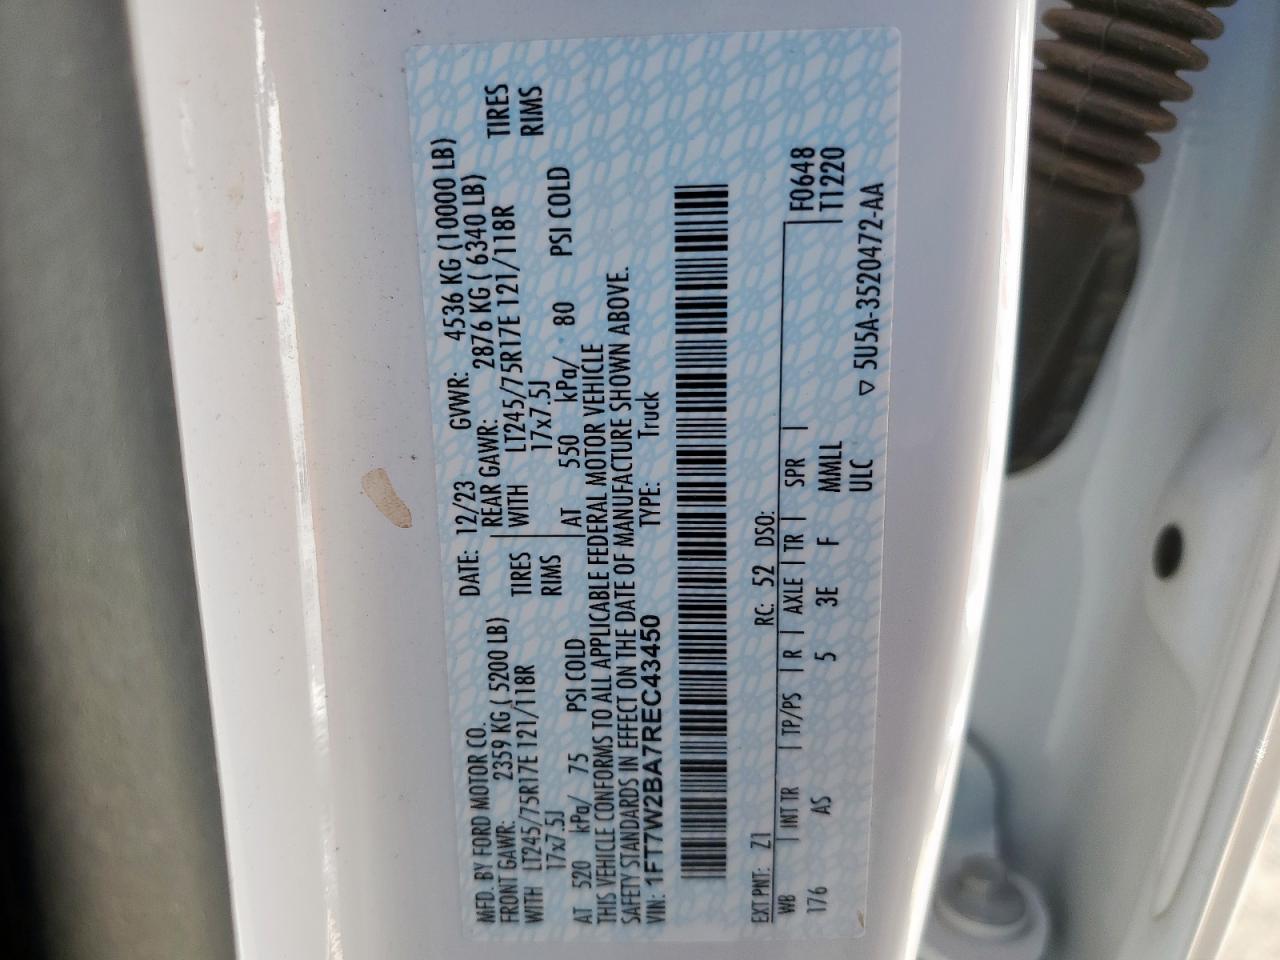 MFD. BY FORD MOTOR CO.
DATE: 12/23 GVWR: 4536 KG (10000 LB)
FRONT GAWR: 2359 KG ( 5200 LB) REAR GAWR: 2876 KG ( 6340 LB)
WITH LT245/75R17E 121/118R TIRES WITH LT245/75R17E 121/118R TIRES
17x7.5J RIMS 17x7.5J RIMS
AT 520 kPa/ 75 PSI COLD AT 550 kPa/ 80 PSI COLD
THIS VEHICLE CONFORMS TO ALL APPLICABLE FEDERAL MOTOR VEHICLE
SAFETY STANDARDS IN EFFECT ON THE DATE OF MANUFACTURE SHOWN ABOVE.
VIN: 1FT7W2BA7REC43450 TYPE: Truck
EXT PNT: Z1 RC: 52 DSO:
WB | INT TR | TP/PS | R | AXLE | TR | SPR | F0648
176 AS 5 3E F MMLL T1220
ULC
▽ 5U5A-3520472-AA